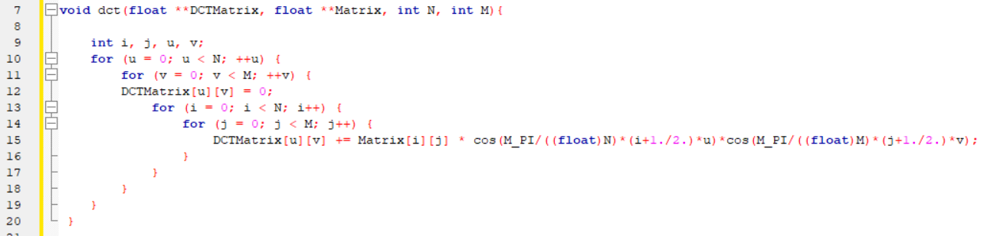 7 void dct(float **DCTMatrix, float **Matrix, int N, int M){
8
9     int i, j, u, v;
10     for (u = 0; u < N; ++u) {
11         for (v = 0; v < M; ++v) {
12         DCTMatrix[u][v] = 0;
13             for (i = 0; i < N; i++) {
14                 for (j = 0; j < M; j++) {
15                     DCTMatrix[u][v] += Matrix[i][j] * cos(M_PI/((float)N)*(i+1./2.)*u)*cos(M_PI/((float)M)*(j+1./2.)*v);
16                 }
17             }
18         }
19     }
20 }